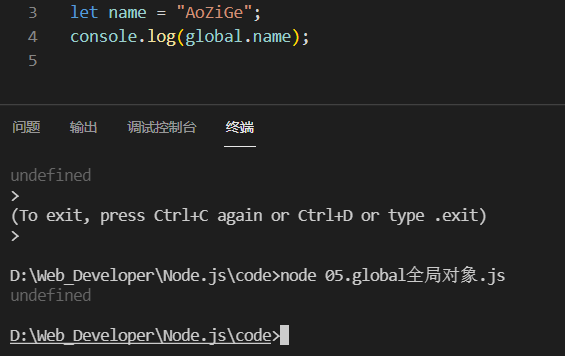 3 let name = "AoZiGe";
4 console.log(global.name);
5
问题 输出 调试控制台 终端
undefined
>
(To exit, press Ctrl+C again or Ctrl+D or type .exit)
>
D:\Web_Developer\Node.js\code>node 05.global全局对象.js
undefined
D:\Web_Developer\Node.js\code>